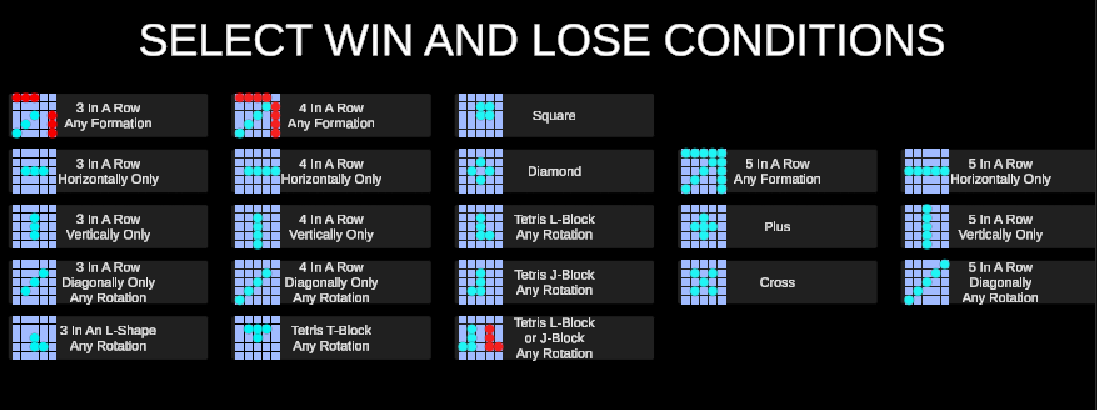 SELECT WIN AND LOSE CONDITIONS
3 In A Row
Any Formation
4 In A Row
Any Formation
Square
3 In A Row
Horizontally Only
4 In A Row
Horizontally Only
Diamond
5 In A Row
Any Formation
5 In A Row
Horizontally Only
3 In A Row
Vertically Only
4 In A Row
Vertically Only
Tetris L-Block
Any Rotation
Plus
5 In A Row
Vertically Only
3 In A Row
Diagonally Only
Any Rotation
4 In A Row
Diagonally Only
Any Rotation
Tetris J-Block
Any Rotation
Cross
5 In A Row
Diagonally
Any Rotation
3 In An L-Shape
Any Rotation
Tetris T-Block
Any Rotation
Tetris L-Block
or J-Block
Any Rotation